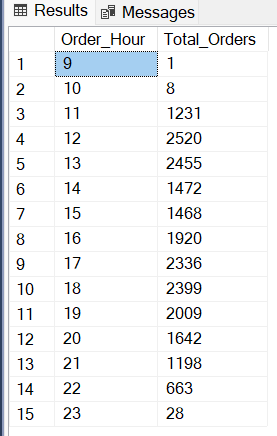 Results Messages
Order_Hour Total_Orders
1 9 1
2 10 8
3 11 1231
4 12 2520
5 13 2455
6 14 1472
7 15 1468
8 16 1920
9 17 2336
10 18 2399
11 19 2009
12 20 1642
13 21 1198
14 22 663
15 23 28